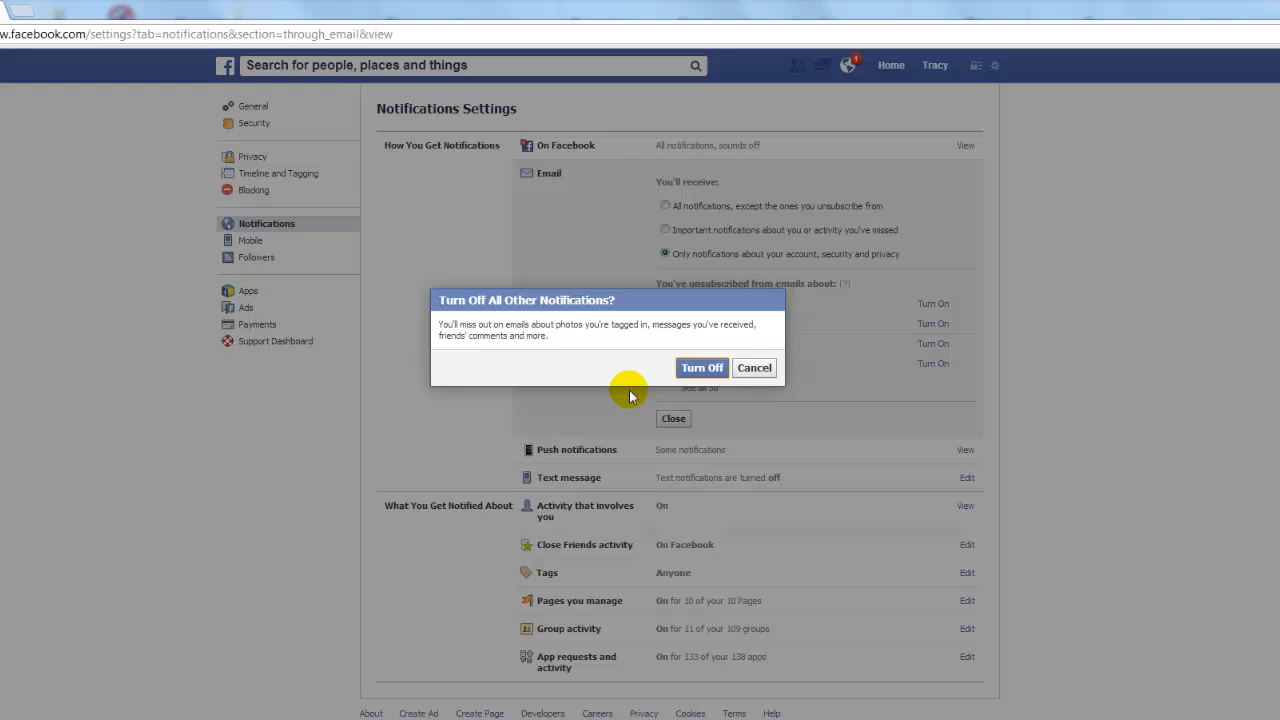 w.facebook.com/settings?tab=notifications&section=through_email&view
f Search for people, places and things 1 Home Tracy
General
Security
Privacy
Timeline and Tagging
Blocking
Notifications
Mobile
Followers
Apps
Ads
Payments
Support Dashboard
Notifications Settings
How You Get Notifications On Facebook All notifications, sounds off View
Email You'll receive:
All notifications, except the ones you unsubscribe from
Important notifications about you or activity you've missed
Only notifications about your account, security and privacy
You've unsubscribed from emails about: [?]
Turn On
Turn On
Turn On
Turn On
Turn Off All Other Notifications?
You'll miss out on emails about photos you're tagged in, messages you've received,
friends' comments and more.
Turn Off Cancel
Close
Push notifications Some notifications View
Text message Text notifications are turned off Edit
What You Get Notified About Activity that involves you On View
Close Friends activity On Facebook Edit
Tags Anyone Edit
Pages you manage On for 10 of your 10 Pages Edit
Group activity On for 11 of your 109 groups Edit
App requests and activity On for 133 of your 138 apps Edit
About Create Ad Create Page Developers Careers Privacy Cookies Terms Help